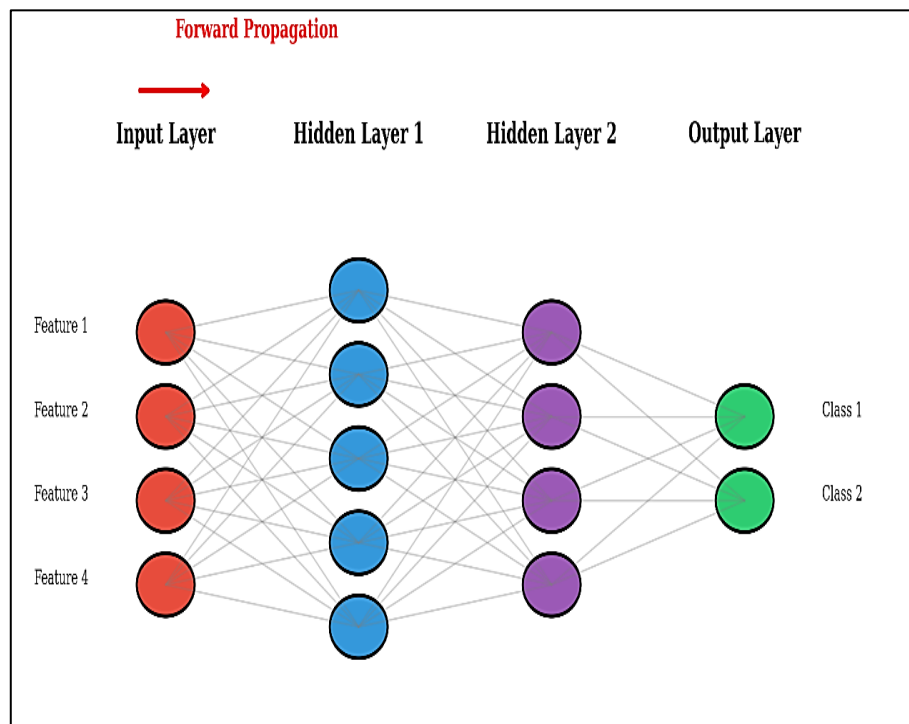 Forward Propagation
Input Layer
Hidden Layer 1
Hidden Layer 2
Output Layer
Feature 1
Feature 2
Feature 3
Feature 4
Class 1
Class 2